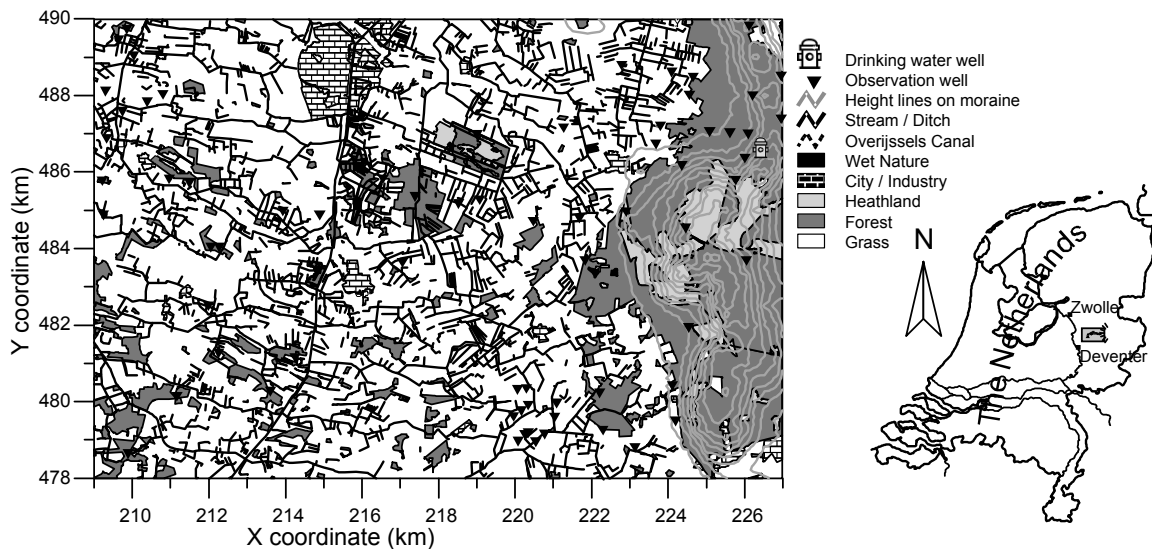 490
488
486
484
482
480
478
Y coordinate (km)
210
212
214
216
218
220
222
224
226
X coordinate (km)
Drinking water well
Observation well
Height lines on moraine
Stream / Ditch
Overijssels Canal
Wet Nature
City / Industry
Heathland
Forest
Grass
N
The Netherlands
Zwolle
Deventer